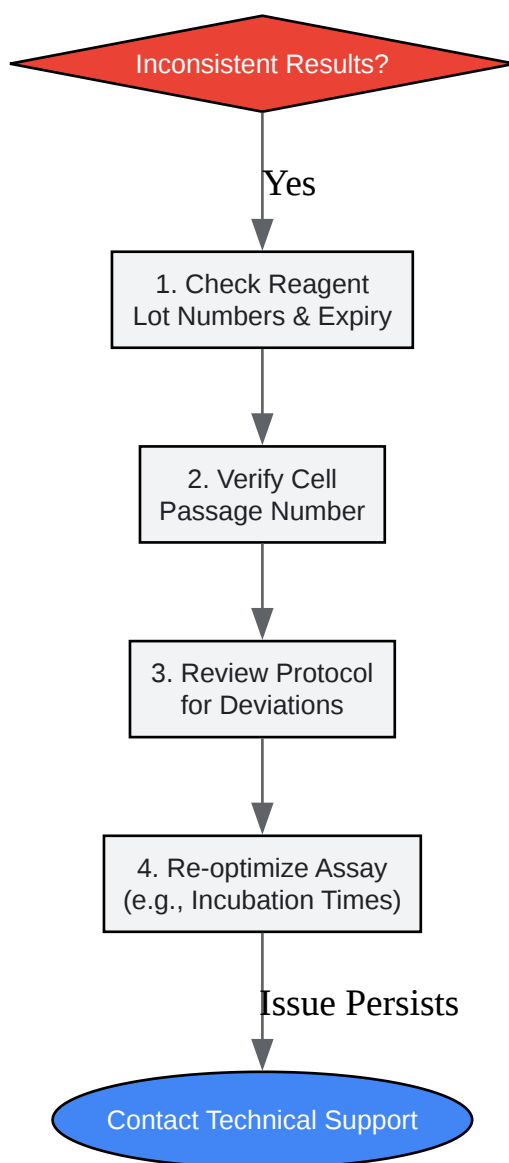 Inconsistent Results?
Yes
1. Check Reagent
Lot Numbers & Expiry
2. Verify Cell
Passage Number
3. Review Protocol
for Deviations
4. Re-optimize Assay
(e.g., Incubation Times)
Issue Persists
Contact Technical Support